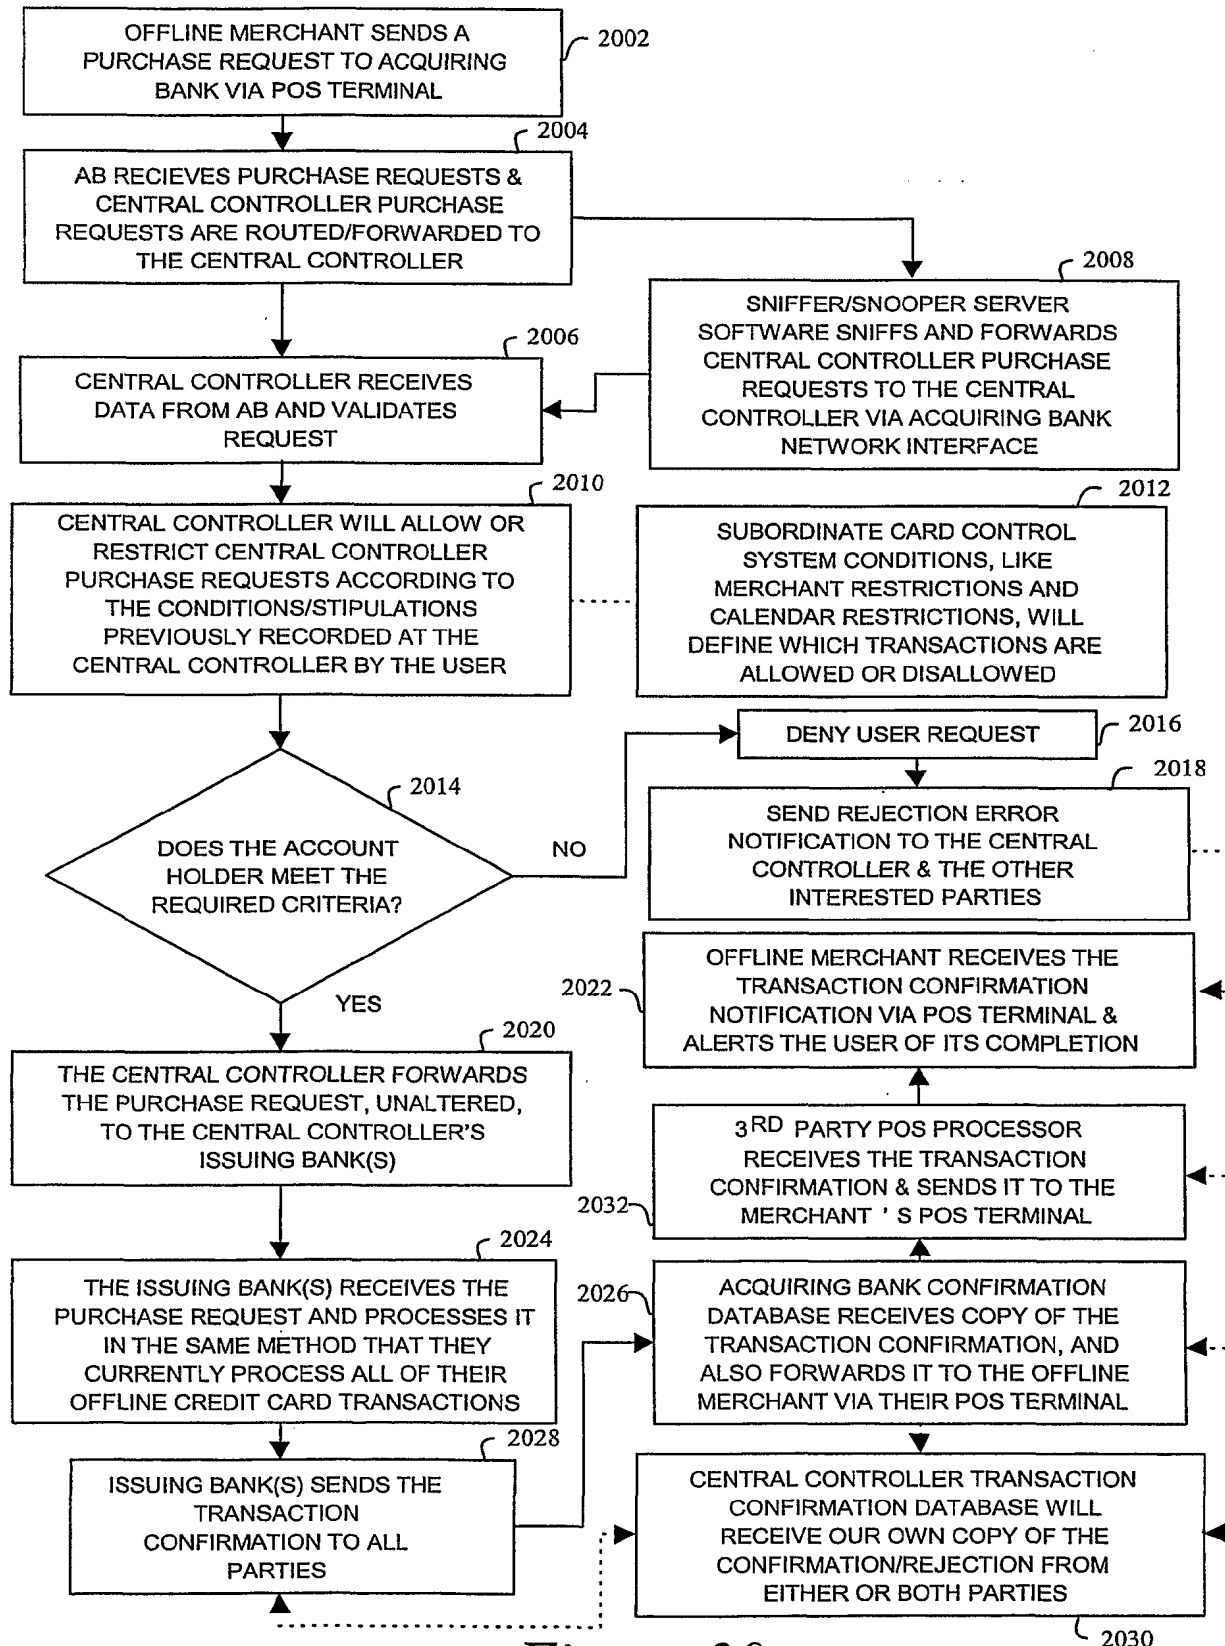 OFFLINE MERCHANT SENDS A
PURCHASE REQUEST TO ACQUIRING
BANK VIA POS TERMINAL
2002
2004
AB RECIEVES PURCHASE REQUESTS &
CENTRAL CONTROLLER PURCHASE
REQUESTS ARE ROUTED/FORWARDED TO
THE CENTRAL CONTROLLER
2008
SNIFFER/SNOOPER SERVER
SOFTWARE SNIFFS AND FORWARDS
CENTRAL CONTROLLER PURCHASE
REQUESTS TO THE CENTRAL
CONTROLLER VIA ACQUIRING BANK
NETWORK INTERFACE
2006
CENTRAL CONTROLLER RECEIVES
DATA FROM AB AND VALIDATES
REQUEST
2010
CENTRAL CONTROLLER WILL ALLOW OR
RESTRICT CENTRAL CONTROLLER
PURCHASE REQUESTS ACCORDING TO
THE CONDITIONS/STIPULATIONS
PREVIOUSLY RECORDED AT THE
CENTRAL CONTROLLER BY THE USER
2012
SUBORDINATE CARD CONTROL
SYSTEM CONDITIONS, LIKE
MERCHANT RESTRICTIONS AND
CALENDAR RESTRICTIONS, WILL
DEFINE WHICH TRANSACTIONS ARE
ALLOWED OR DISALLOWED
2014
DOES THE ACCOUNT
HOLDER MEET THE
REQUIRED CRITERIA?
NO
YES
DENY USER REQUEST
2016
2018
SEND REJECTION ERROR
NOTIFICATION TO THE CENTRAL
CONTROLLER & THE OTHER
INTERESTED PARTIES
2022
OFFLINE MERCHANT RECEIVES THE
TRANSACTION CONFIRMATION
NOTIFICATION VIA POS TERMINAL &
ALERTS THE USER OF ITS COMPLETION
2020
THE CENTRAL CONTROLLER FORWARDS
THE PURCHASE REQUEST, UNALTERED,
TO THE CENTRAL CONTROLLER'S
ISSUING BANK(S)
2032
3RD PARTY POS PROCESSOR
RECEIVES THE TRANSACTION
CONFIRMATION & SENDS IT TO THE
MERCHANT ' S POS TERMINAL
2024
THE ISSUING BANK(S) RECEIVES THE
PURCHASE REQUEST AND PROCESSES IT
IN THE SAME METHOD THAT THEY
CURRENTLY PROCESS ALL OF THEIR
OFFLINE CREDIT CARD TRANSACTIONS
2026
ACQUIRING BANK CONFIRMATION
DATABASE RECEIVES COPY OF THE
TRANSACTION CONFIRMATION, AND
ALSO FORWARDS IT TO THE OFFLINE
MERCHANT VIA THEIR POS TERMINAL
2028
ISSUING BANK(S) SENDS THE
TRANSACTION
CONFIRMATION TO ALL
PARTIES
CENTRAL CONTROLLER TRANSACTION
CONFIRMATION DATABASE WILL
RECEIVE OUR OWN COPY OF THE
CONFIRMATION/REJECTION FROM
EITHER OR BOTH PARTIES
2030